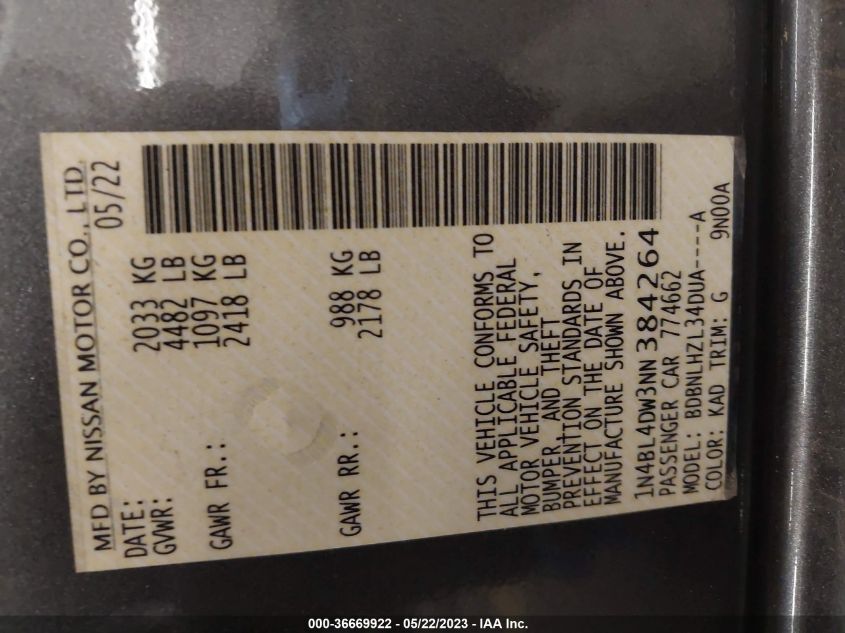 MFD BY NISSAN MOTOR CO., LTD.
DATE: 05/22
GVWR: 2033 KG
4482 LB
GAWR FR.: 1097 KG
2418 LB
GAWR RR.: 988 KG
2178 LB
THIS VEHICLE CONFORMS TO
ALL APPLICABLE FEDERAL
MOTOR VEHICLE SAFETY,
BUMPER, AND THEFT
PREVENTION STANDARDS IN
EFFECT ON THE DATE OF
MANUFACTURE SHOWN ABOVE.
1N4BL4DW3NN384264
PASSENGER CAR 774662
MODEL: BDBNLHZL34DUA----A
COLOR: KAD TRIM: G 9N00A
000-36669922 - 05/22/2023 - IAA Inc.